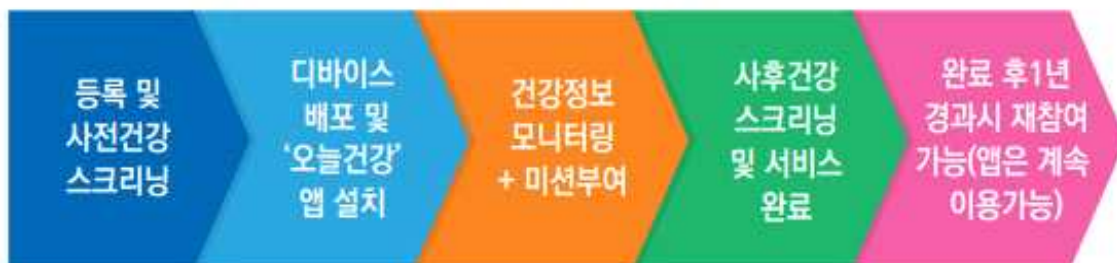 등록 및
사전건강
스크리닝
디바이스
배포 및
‘오늘건강’
앱 설치
건강정보
모니터링
+ 미션부여
사후건강
스크리닝
및 서비스
완료
완료 후1년
경과시 재참여
가능(앱은 계속
이용가능)